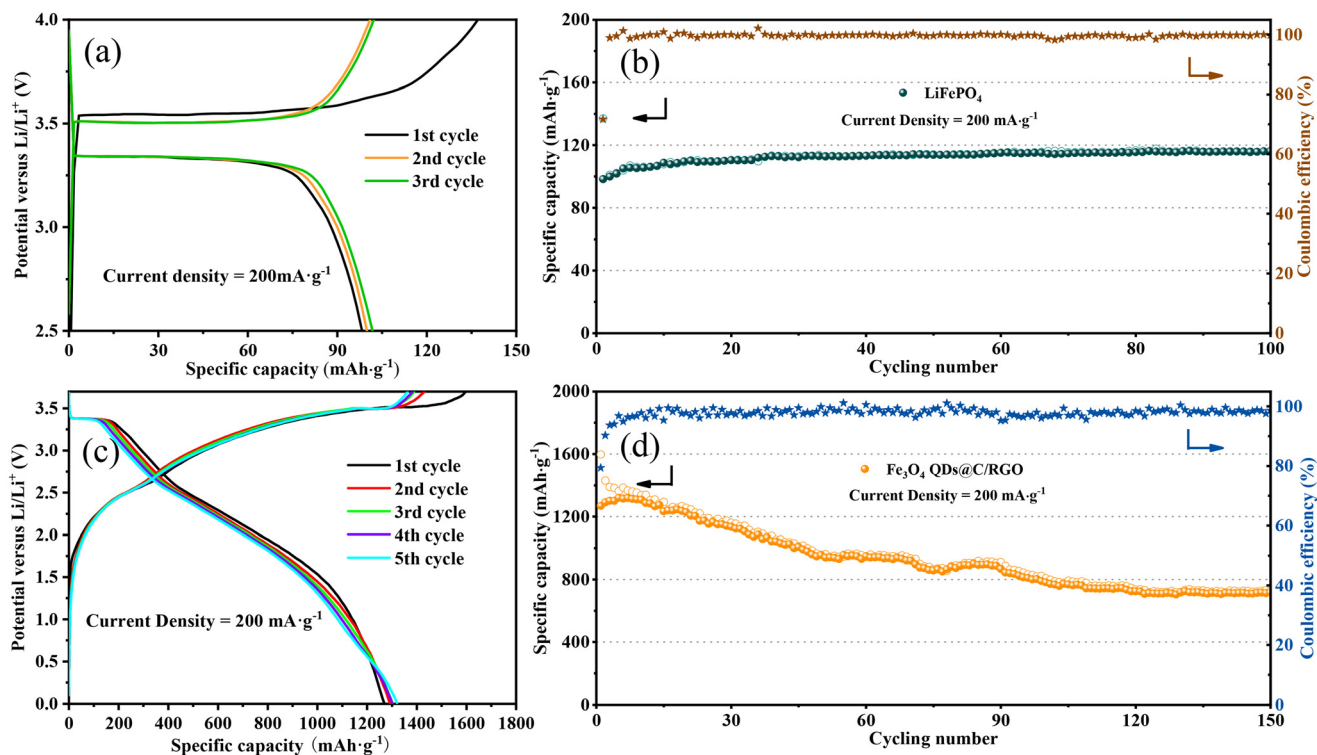 (a)
Potential versus Li/Li⁺ (V)
4.0
3.5
3.0
2.5
1st cycle
2nd cycle
3rd cycle
Current density = 200mA·g⁻¹
0 30 60 90 120 150
Specific capacity (mAh·g⁻¹)
(b)
Specific capacity (mAh·g⁻¹)
200
160
120
80
40
0
LiFePO₄
Current Density = 200 mA·g⁻¹
100
80
60
40
20
0
Coulombic efficiency (%)
0 20 40 60 80 100
Cycling number
(c)
Potential versus Li/Li⁺ (V)
3.5
3.0
2.5
2.0
1.5
1.0
0.5
0.0
1st cycle
2nd cycle
3rd cycle
4th cycle
5th cycle
Current Density = 200 mA·g⁻¹
0 200 400 600 800 1000 1200 1400 1600 1800
Specific capacity (mAh·g⁻¹)
(d)
Specific capacity (mAh·g⁻¹)
2000
1600
1200
800
400
0
Fe₃O₄ QDs@C/RGO
Current Density = 200 mA·g⁻¹
100
80
60
40
20
0
Coulombic efficiency (%)
0 30 60 90 120 150
Cycling number